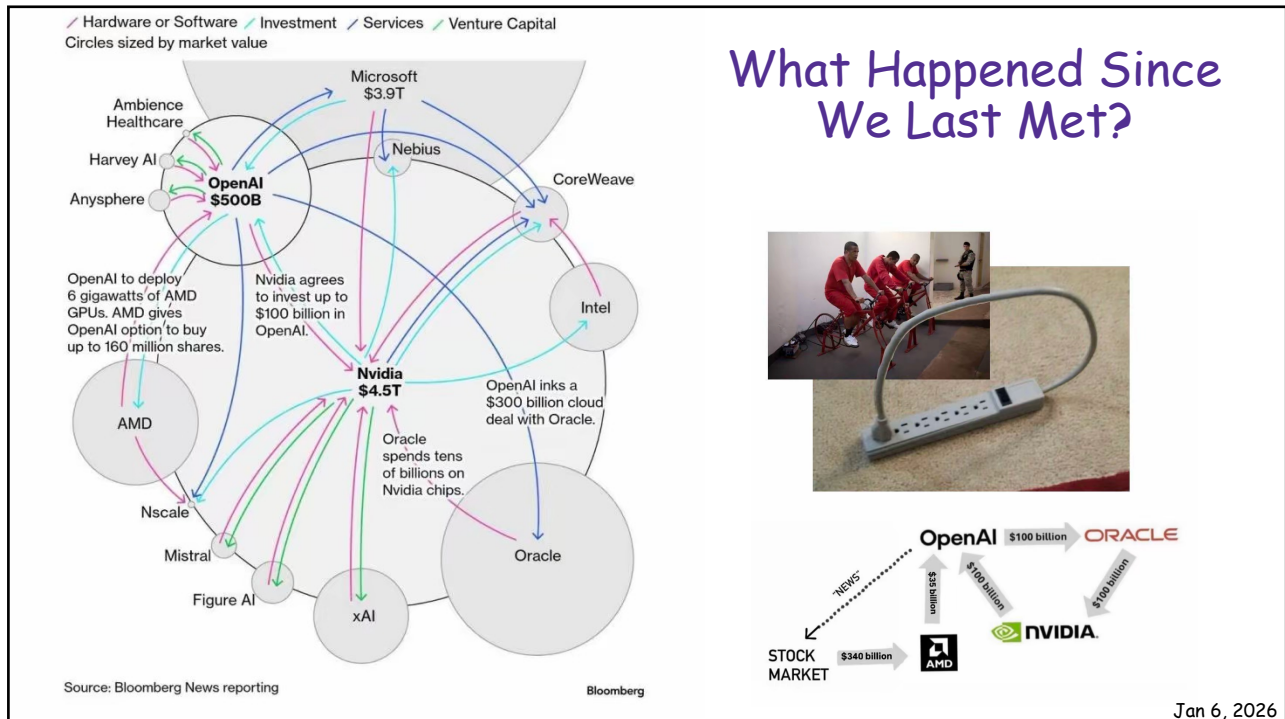 Hardware or Software Investment Services Venture Capital
Circles sized by market value
Microsoft
$3.9T
Ambience
Healthcare
Harvey AI
Anysphere
OpenAI
$500B
Nebius
CoreWeave
OpenAI to deploy
6 gigawatts of AMD
GPUs. AMD gives
OpenAI option to buy
up to 160 million shares.
Nvidia agrees
to invest up to
$100 billion in
OpenAI.
Intel
Nvidia
$4.5T
OpenAI inks a
$300 billion cloud
deal with Oracle.
AMD
Oracle
spends tens
of billions on
Nvidia chips.
Nscale
Mistral
Oracle
Figure AI
xAI
Source: Bloomberg News reporting
Bloomberg
What Happened Since
We Last Met?
OpenAI
$100 billion
ORACLE
"NEWS"
$35 billion
$100 billion
$100 billion
NVIDIA.
STOCK
MARKET
$340 billion
AMD
Jan 6, 2026